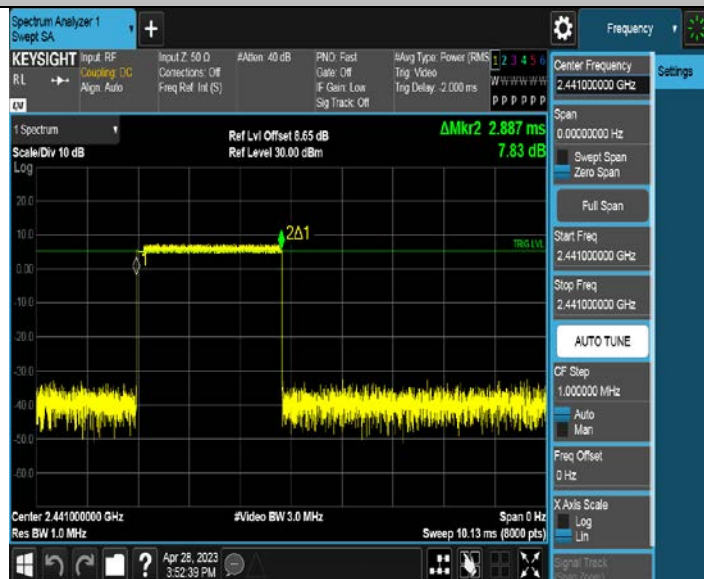 Spectrum Analyzer 1
Swept SA
+
Frequency
KEYSIGHT
RL
Input: RF
Coupling: DC
Align: Auto
Input Z: 50 Ω
Corrections: Off
Freq Ref: Int (S)
#Atten: 40 dB
PNO: Fast
Gate: Off
IF Gain: Low
Sig Track: Off
#Avg Type: Power (RMS
Trig: Video
Trig Delay: -2.000 ms
1 2 3 4 5 6
W W W W W W
P P P P P P
1 Spectrum
Scale/Div 10 dB
Log
Ref Lvl Offset 8.65 dB
Ref Level 30.00 dBm
ΔMkr2 2.887 ms
7.83 dB
20.0
10.0
0.00
-10.0
-20.0
-30.0
-40.0
-50.0
-60.0
1
2Δ1
TRIG LVL
Center 2.441000000 GHz
Res BW 1.0 MHz
#Video BW 3.0 MHz
Span 0 Hz
Sweep 10.13 ms (8000 pts)
Apr 28, 2023
3:52:39 PM
?
Center Frequency
2.441000000 GHz
Span
0.00000000 Hz
Swept Span
Zero Span
Full Span
Start Freq
2.441000000 GHz
Stop Freq
2.441000000 GHz
AUTO TUNE
CF Step
1.000000 MHz
Auto
Man
Freq Offset
0 Hz
X Axis Scale
Log
Lin
Signal Track
Settings